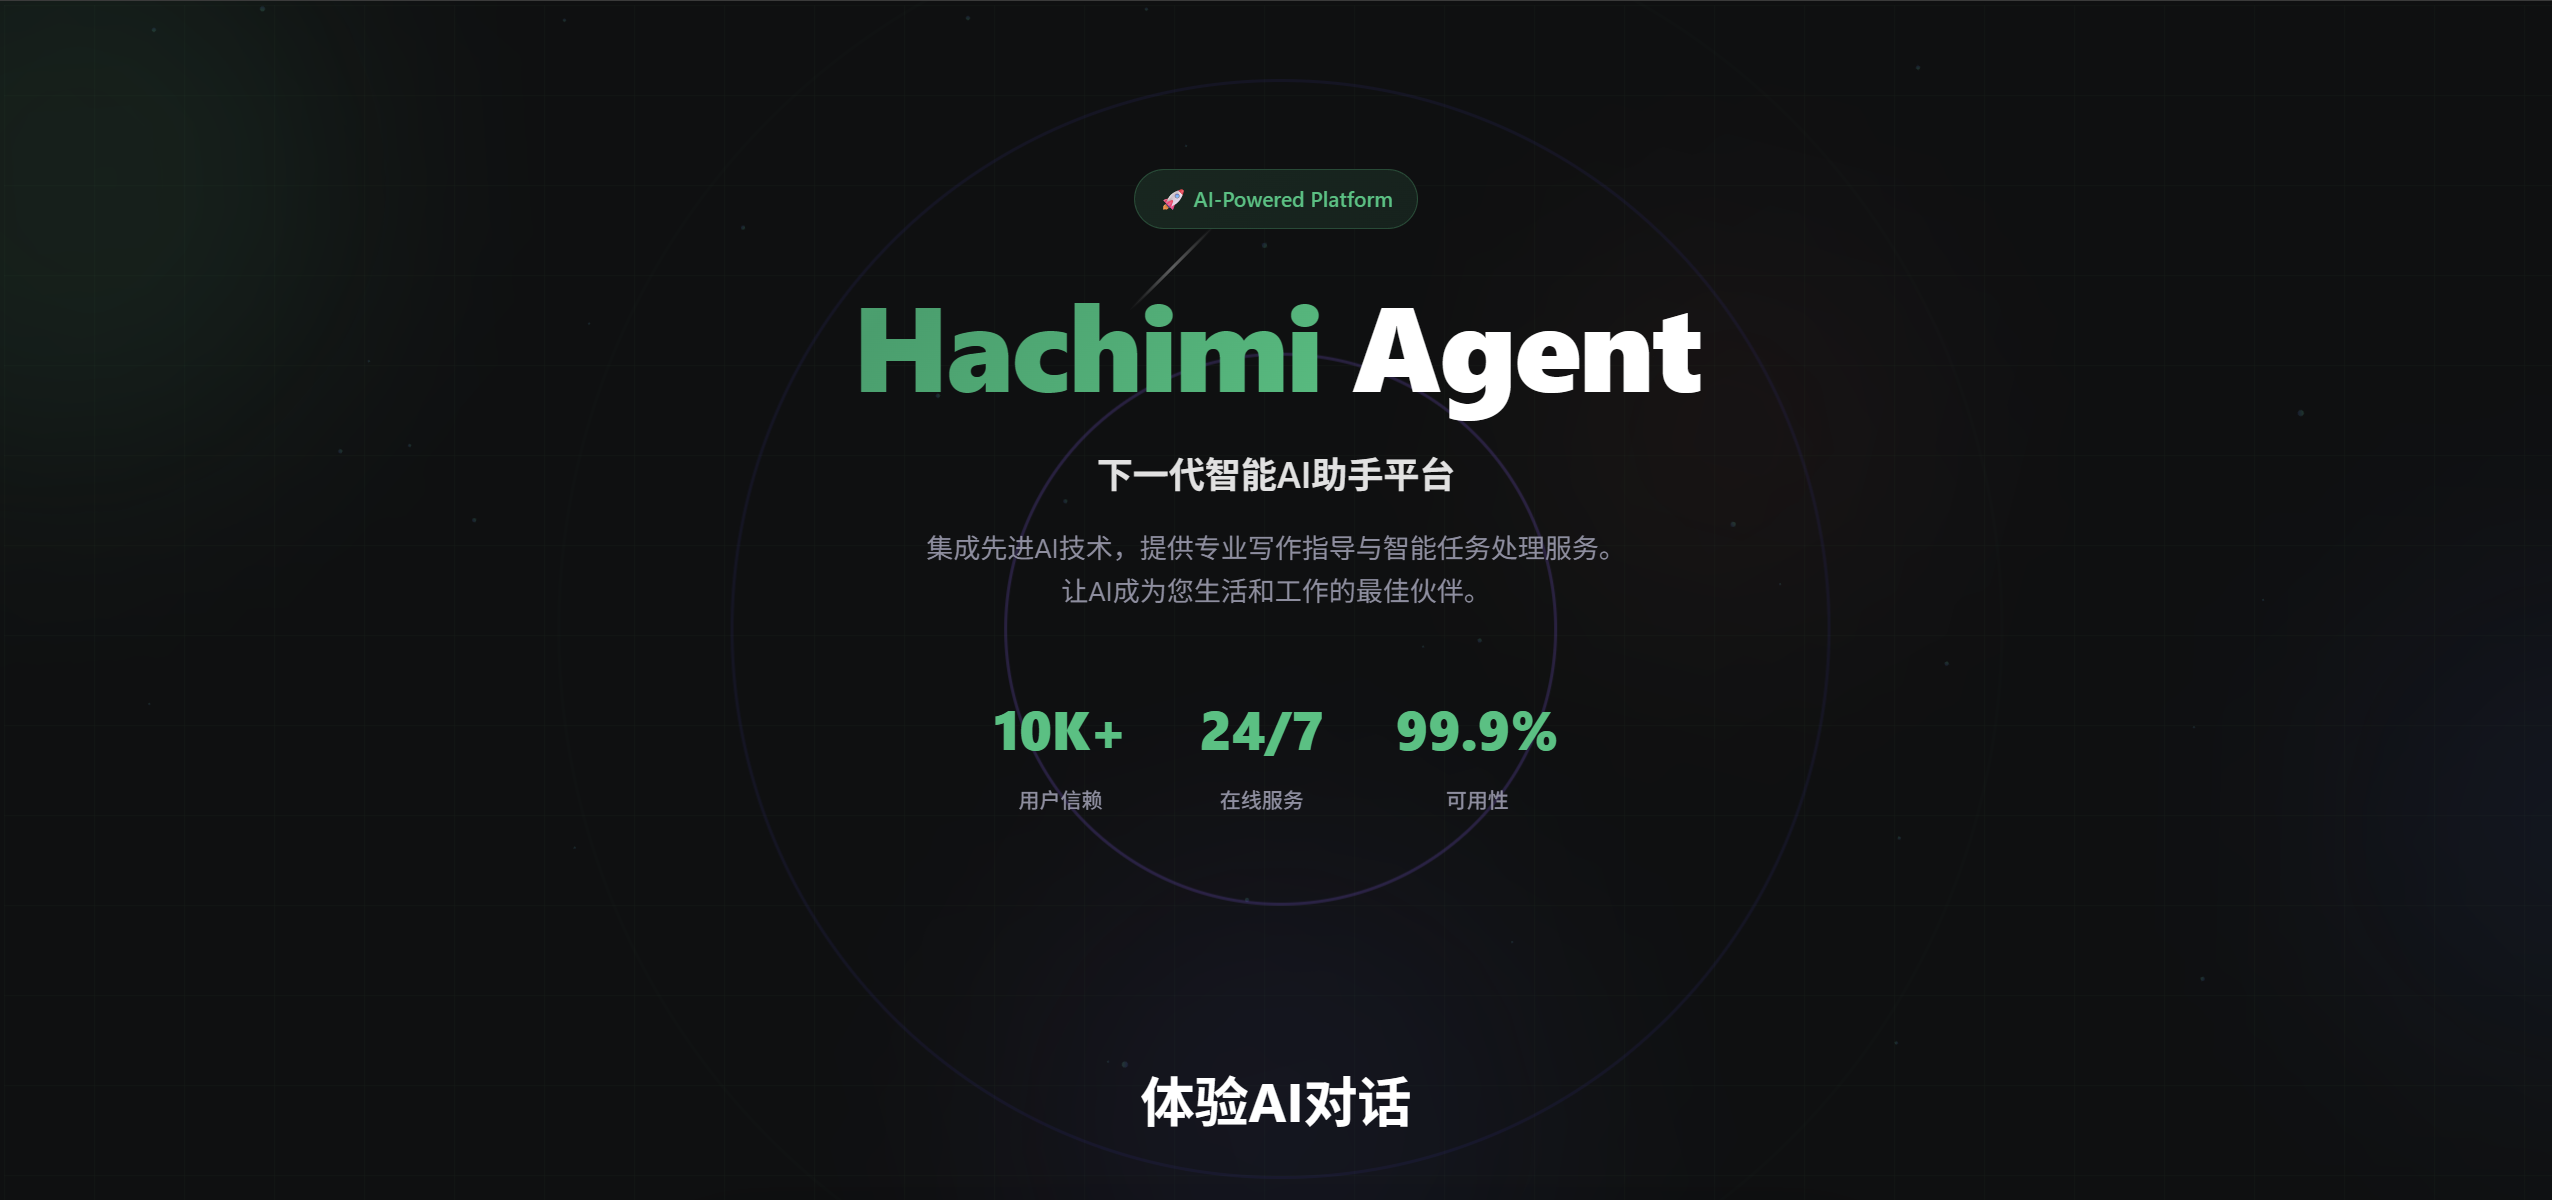 🚀 AI-Powered Platform
Hachimi Agent
下一代智能AI助手平台
集成先进AI技术，提供专业写作指导与智能任务处理服务。
让AI成为您生活和工作的最佳伙伴。
10K+ 24/7 99.9%
用户信赖 在线服务 可用性
体验AI对话